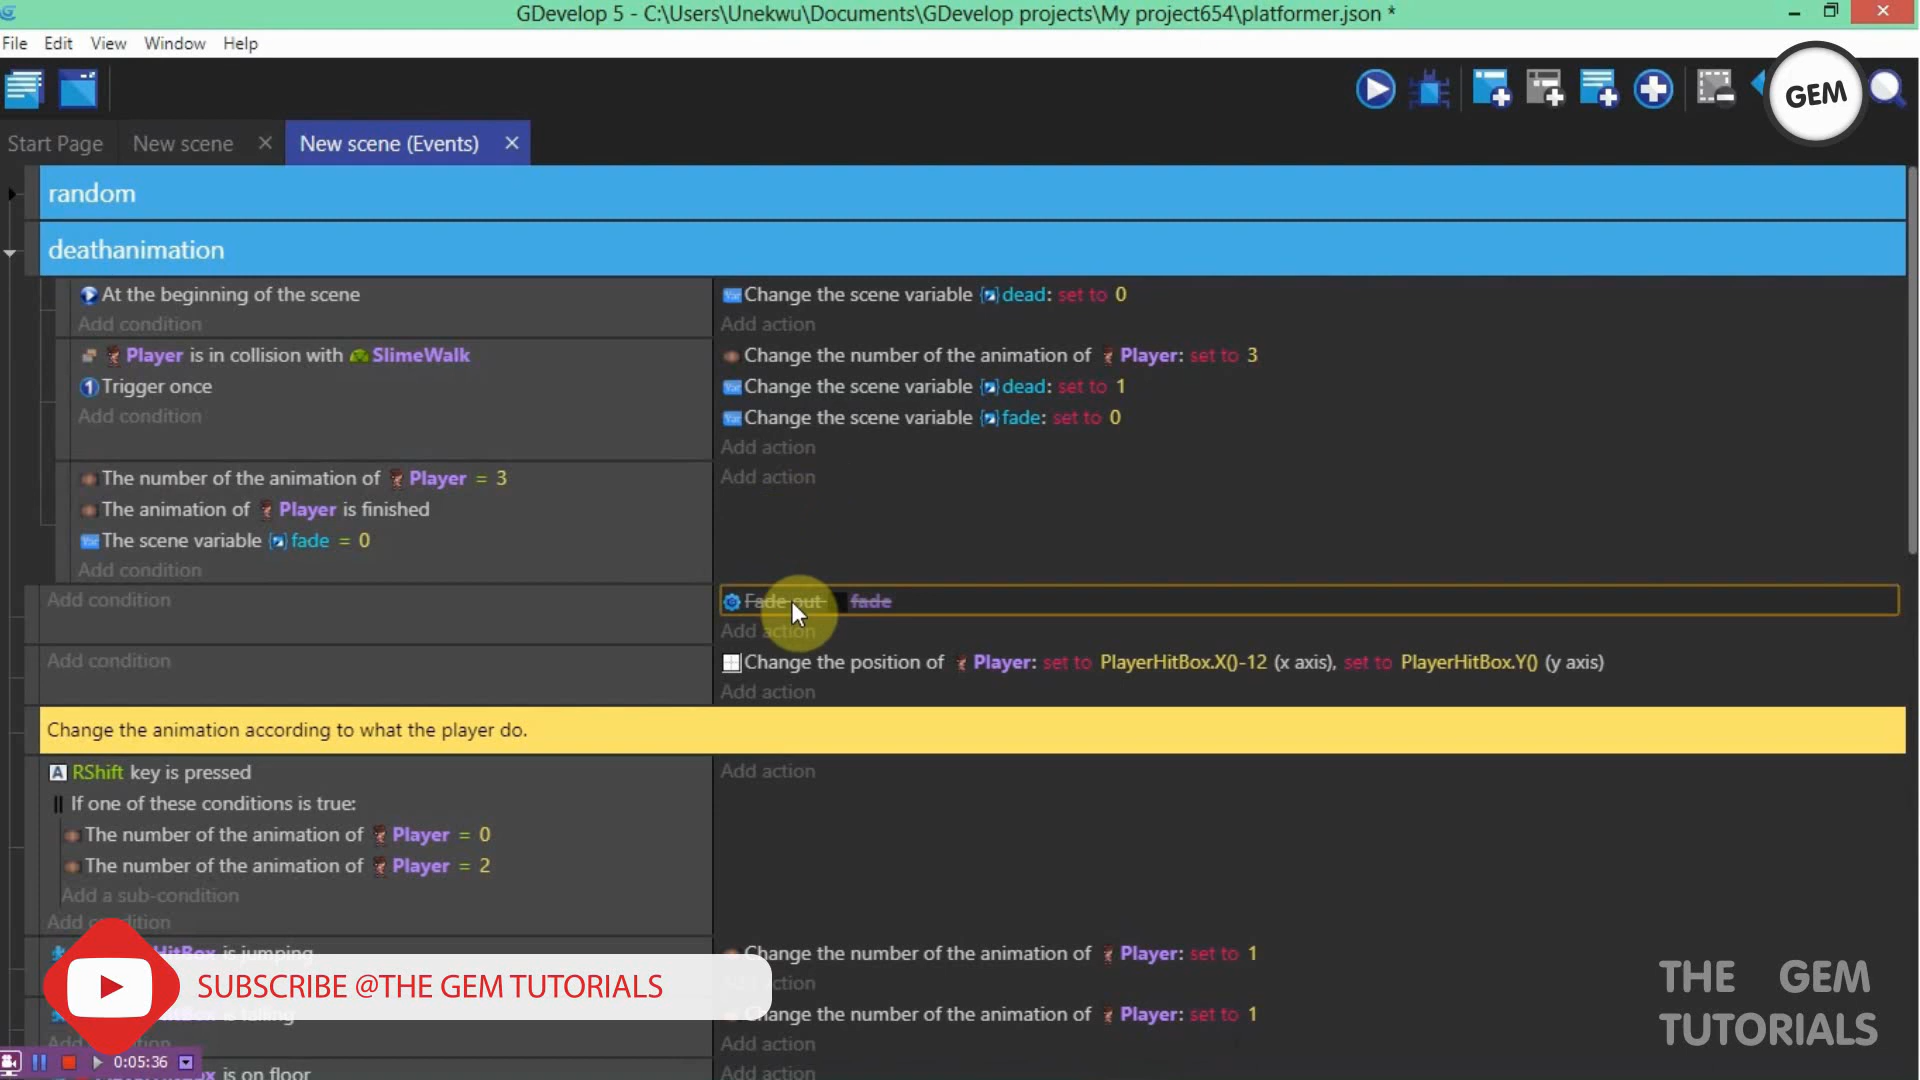 GDevelop 5 - C:\Users\Unekwu\Documents\GDevelop projects\My project654\platformer.json *
File Edit View Window Help
GEM
Start Page New scene × New scene (Events) ×
random
deathanimation
At the beginning of the scene
Change the scene variable dead: set to 0
Add condition
Add action
Player is in collision with SlimeWalk
Change the number of the animation of Player: set to 3
Trigger once
Change the scene variable dead: set to 1
Add condition
Change the scene variable fade: set to 0
Add action
The number of the animation of Player = 3
Add action
The animation of Player is finished
The scene variable fade = 0
Add condition
Add condition
Fade out fade
Add action
Add condition
Change the position of Player: set to PlayerHitBox.X()-12 (x axis), set to PlayerHitBox.Y() (y axis)
Add action
Change the animation according to what the player do.
A RShift key is pressed
Add action
If one of these conditions is true:
The number of the animation of Player = 0
The number of the animation of Player = 2
Add a sub-condition
Add condition
HitBox is jumping
Change the number of the animation of Player: set to 1
action
SUBSCRIBE @THE GEM TUTORIALS
is falling
Change the number of the animation of Player: set to 1
Add action
is on floor
Add action
0:05:36
THE GEM
TUTORIALS